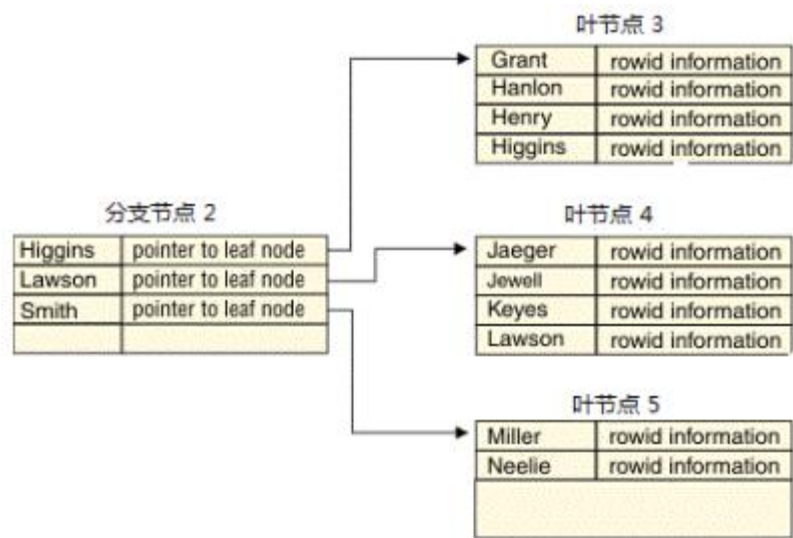 叶节点 3
Grant rowid information
Hanlon rowid information
Henry rowid information
Higgins rowid information
分支节点 2
Higgins pointer to leaf node
Lawson pointer to leaf node
Smith pointer to leaf node
叶节点 4
Jaeger rowid information
Jewell rowid information
Keyes rowid information
Lawson rowid information
叶节点 5
Miller rowid information
Neelie rowid information